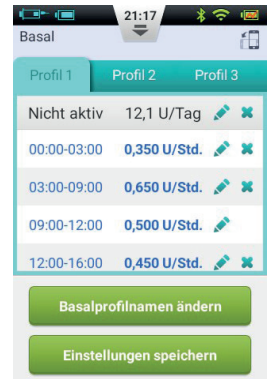 21:17
Basal
Profil 1 Profil 2 Profil 3
Nicht aktiv 12,1 U/Tag
00:00-03:00 0,350 U/Std.
03:00-09:00 0,650 U/Std.
09:00-12:00 0,500 U/Std.
12:00-16:00 0,450 U/Std.
Basalprofilnamen ändern
Einstellungen speichern